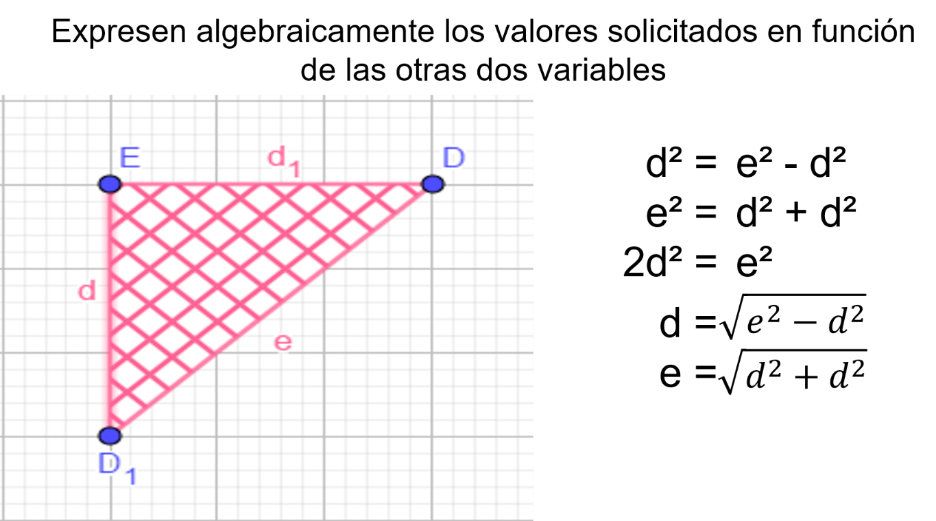 Expresen algebraicamente los valores solicitados en función
de las otras dos variables
E
d₁
D
d² = e² - d²
e² = d² + d²
2d² = e²
d
d =√e² − d²
e
e =√d² + d²
D₁